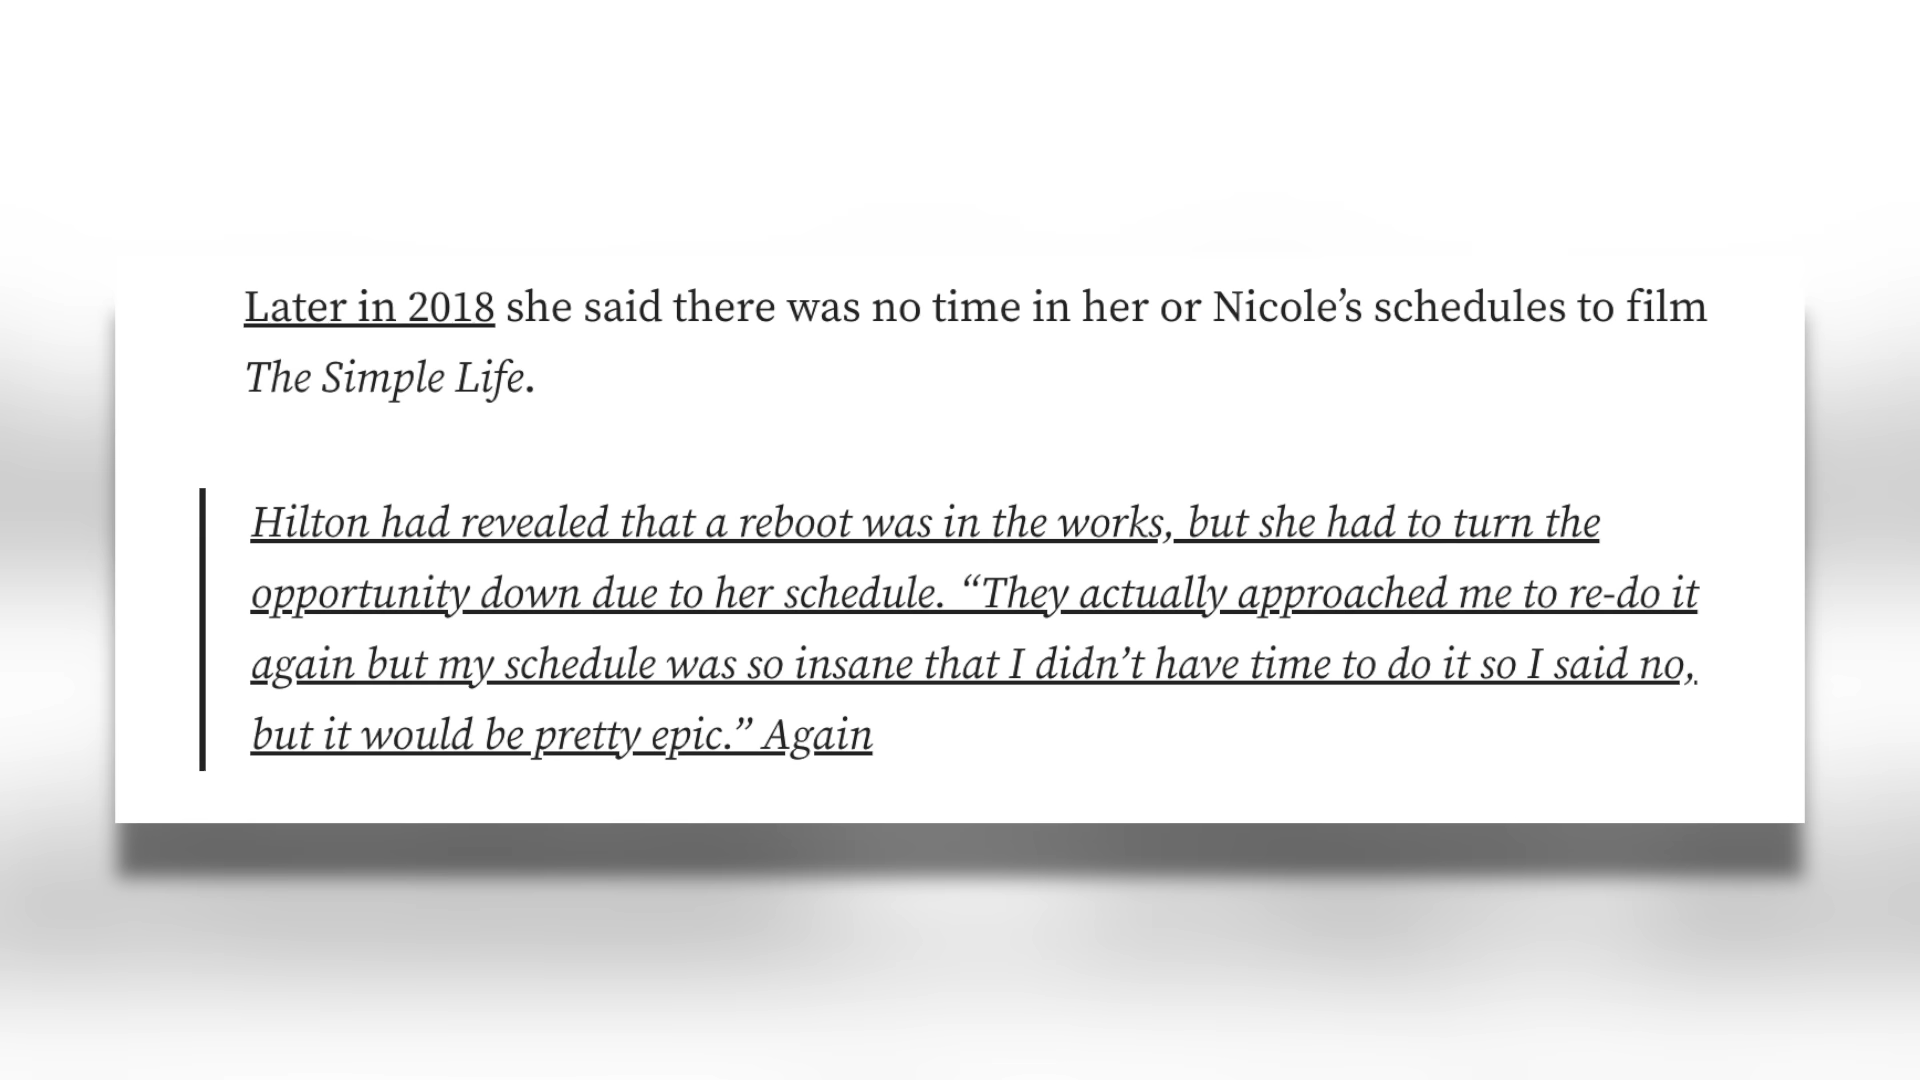 Later in 2018 she said there was no time in her or Nicole’s schedules to film
The Simple Life.
Hilton had revealed that a reboot was in the works, but she had to turn the
opportunity down due to her schedule. “They actually approached me to re-do it
again but my schedule was so insane that I didn’t have time to do it so I said no,
but it would be pretty epic.” Again